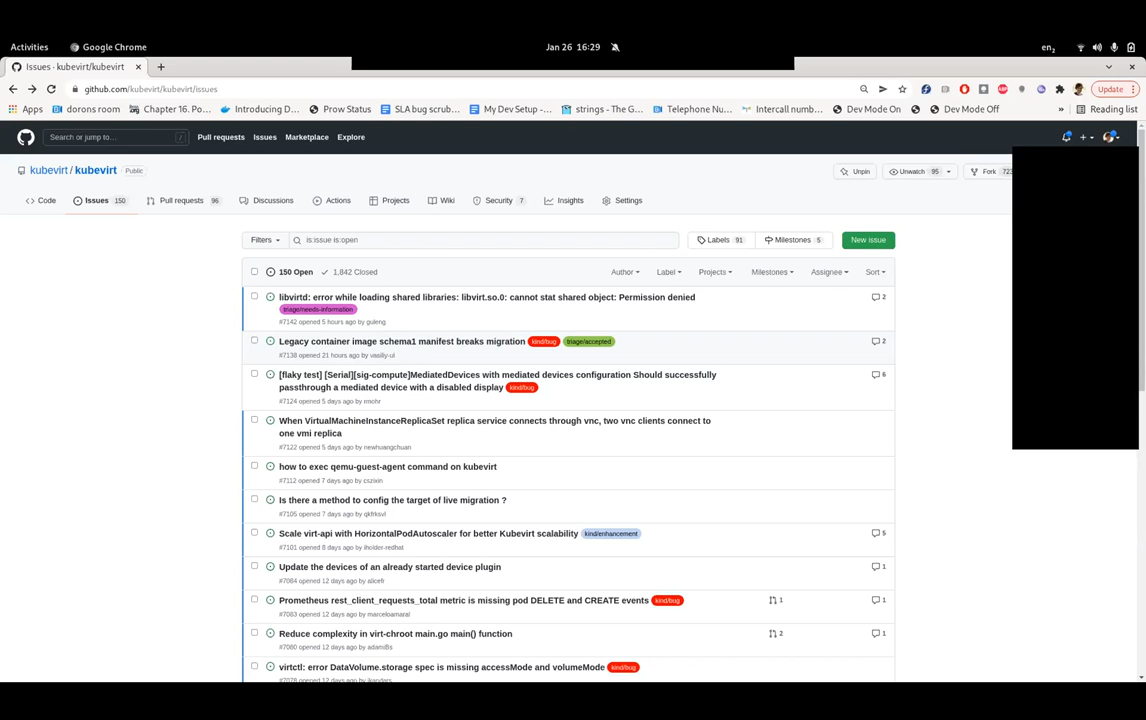 Activities
Google Chrome
Jan 26 16:29
en2
Issues · kubevirt/kubevirt
github.com/kubevirt/kubevirt/issues
Update
Apps
dorons room
Chapter 16. Po...
Introducing D...
Prow Status
SLA bug scrub...
My Dev Setup -...
strings - The G...
Telephone Nu...
Intercall numb...
Dev Mode On
Dev Mode Off
»
Reading list
Search or jump to...
/
Pull requests
Issues
Marketplace
Explore
kubevirt / kubevirt
Public
Unpin
Unwatch 95
Fork 723
Code
Issues 150
Pull requests 96
Discussions
Actions
Projects
Wiki
Security 7
Insights
Settings
Filters
is:issue is:open
Labels 91
Milestones 5
New issue
150 Open
1,842 Closed
Author
Label
Projects
Milestones
Assignee
Sort
libvirtd: error while loading shared libraries: libvirt.so.0: cannot stat shared object: Permission denied
2
triage/needs-information
#7142 opened 5 hours ago by guleng
Legacy container image schema1 manifest breaks migration kind/bug triage/accepted
2
#7138 opened 21 hours ago by vasiliy-ul
[flaky test] [Serial][sig-compute]MediatedDevices with mediated devices configuration Should successfully
6
passthrough a mediated device with a disabled display kind/bug
#7124 opened 5 days ago by rmohr
When VirtualMachineInstanceReplicaSet replica service connects through vnc, two vnc clients connect to
one vmi replica
#7122 opened 5 days ago by newhuangchuan
how to exec qemu-guest-agent command on kubevirt
#7112 opened 7 days ago by cszixin
Is there a method to config the target of live migration ?
#7105 opened 7 days ago by qkfrksvl
Scale virt-api with HorizontalPodAutoscaler for better Kubevirt scalability kind/enhancement
5
#7101 opened 8 days ago by iholder-redhat
Update the devices of an already started device plugin
1
#7084 opened 12 days ago by alicefr
Prometheus rest_client_requests_total metric is missing pod DELETE and CREATE events kind/bug
1
1
#7083 opened 12 days ago by marceloamaral
Reduce complexity in virt-chroot main.go main() function
2
1
#7080 opened 12 days ago by adamiBs
virtctl: error DataVolume.storage spec is missing accessMode and volumeMode kind/bug